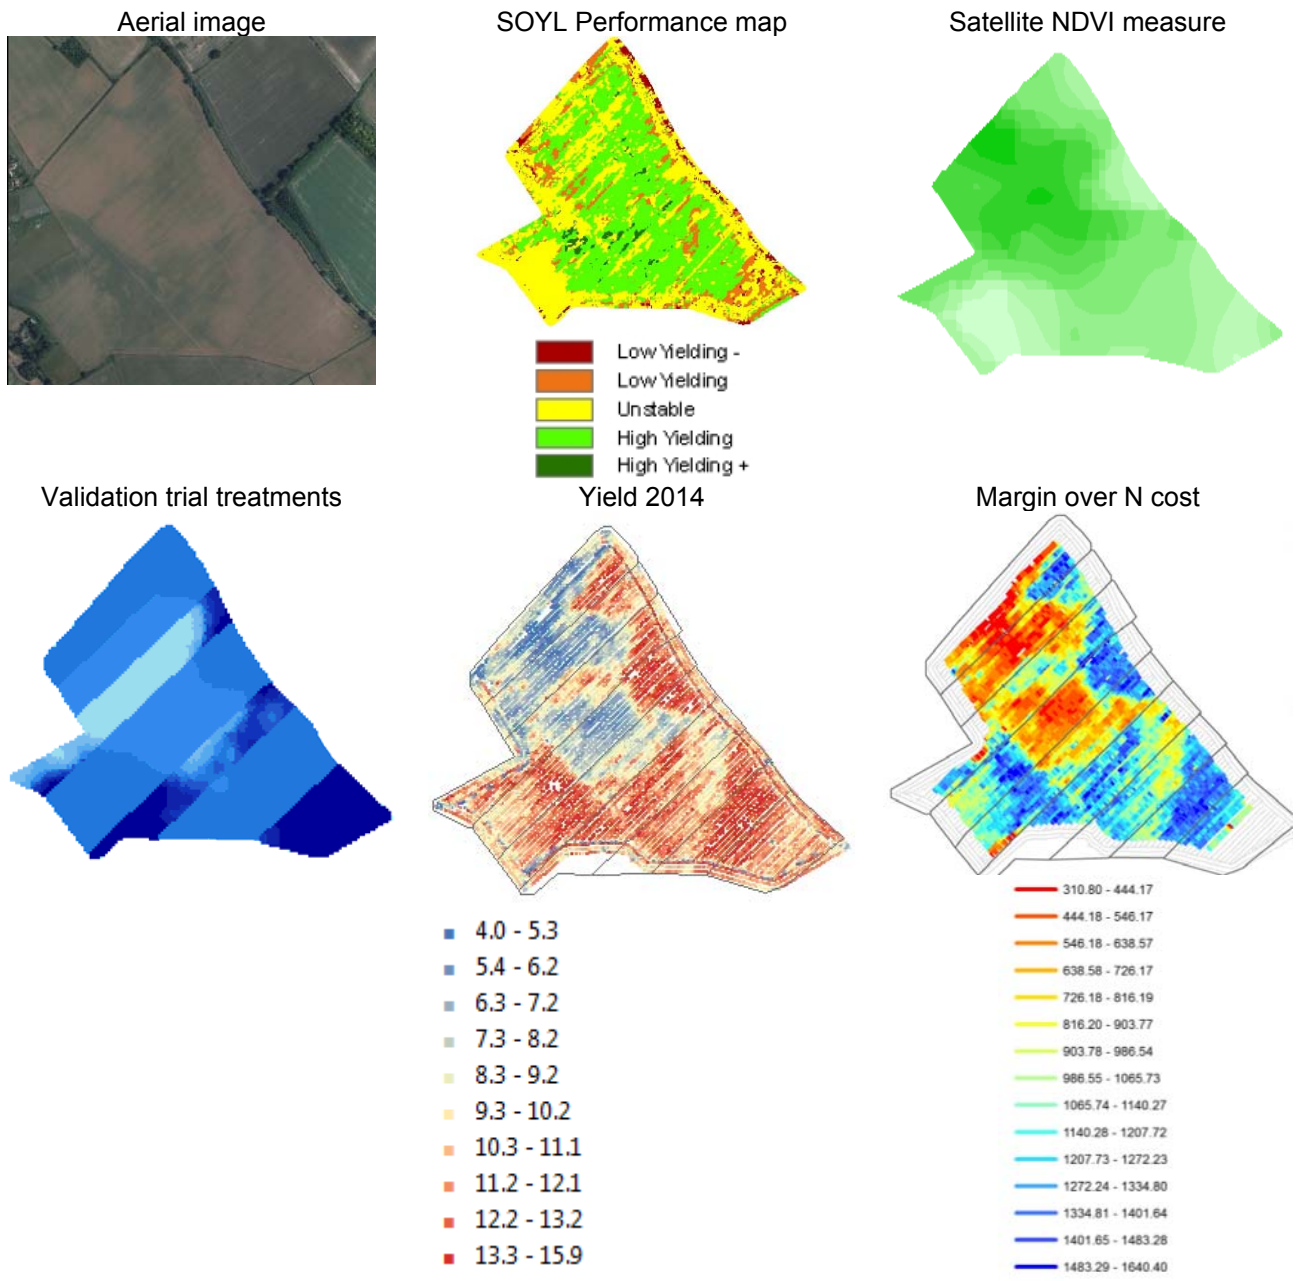 Aerial image
SOYL Performance map
Satellite NDVI measure
Low Yielding -
Low Yielding
Unstable
High Yielding
High Yielding +
Validation trial treatments
Yield 2014
Margin over N cost
4.0 - 5.3
5.4 - 6.2
6.3 - 7.2
7.3 - 8.2
8.3 - 9.2
9.3 - 10.2
10.3 - 11.1
11.2 - 12.1
12.2 - 13.2
13.3 - 15.9
310.80 - 444.17
444.18 - 546.17
546.18 - 638.57
638.58 - 726.17
726.18 - 816.19
816.20 - 903.77
903.78 - 986.54
986.55 - 1065.73
1065.74 - 1140.27
1140.28 - 1207.72
1207.73 - 1272.23
1272.24 - 1334.80
1334.81 - 1401.64
1401.65 - 1483.28
1483.29 - 1640.40